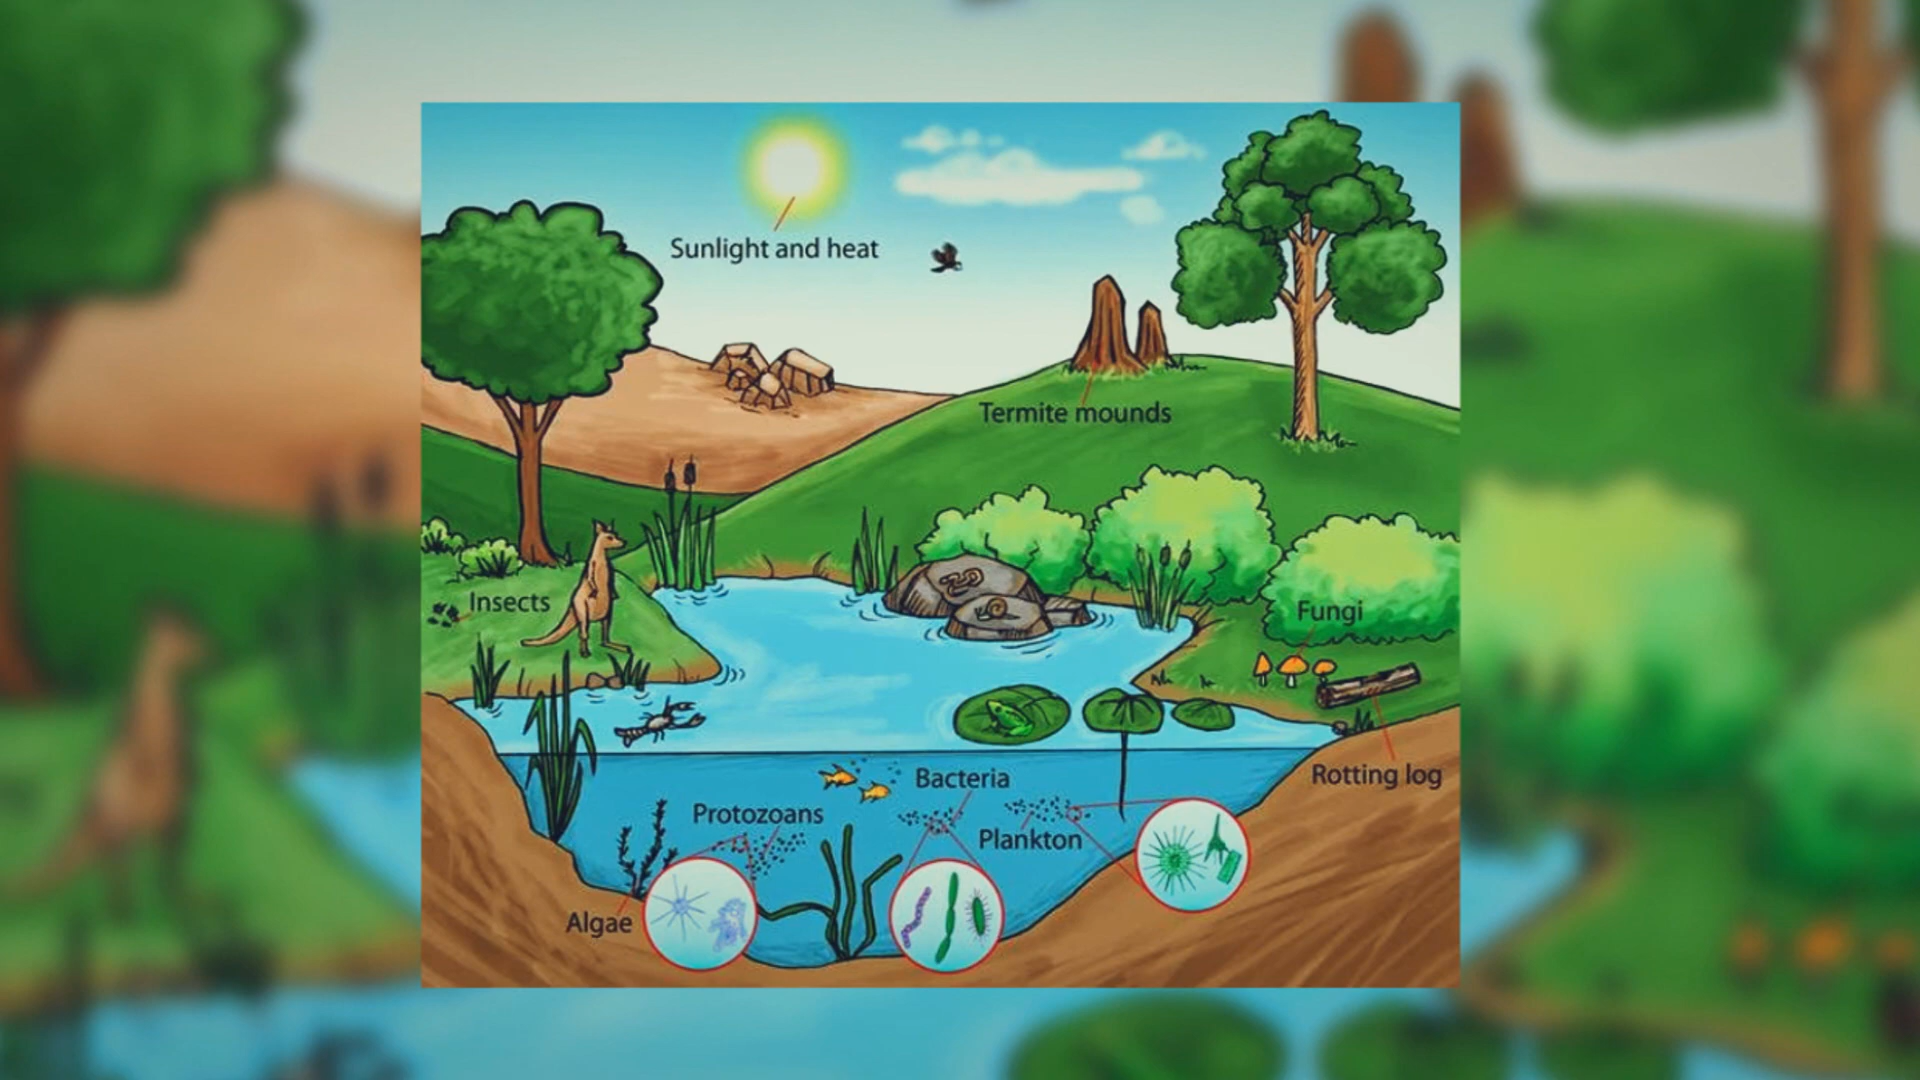 Sunlight and heat
Termite mounds
Insects
Fungi
Rotting log
Bacteria
Protozoans
Plankton
Algae